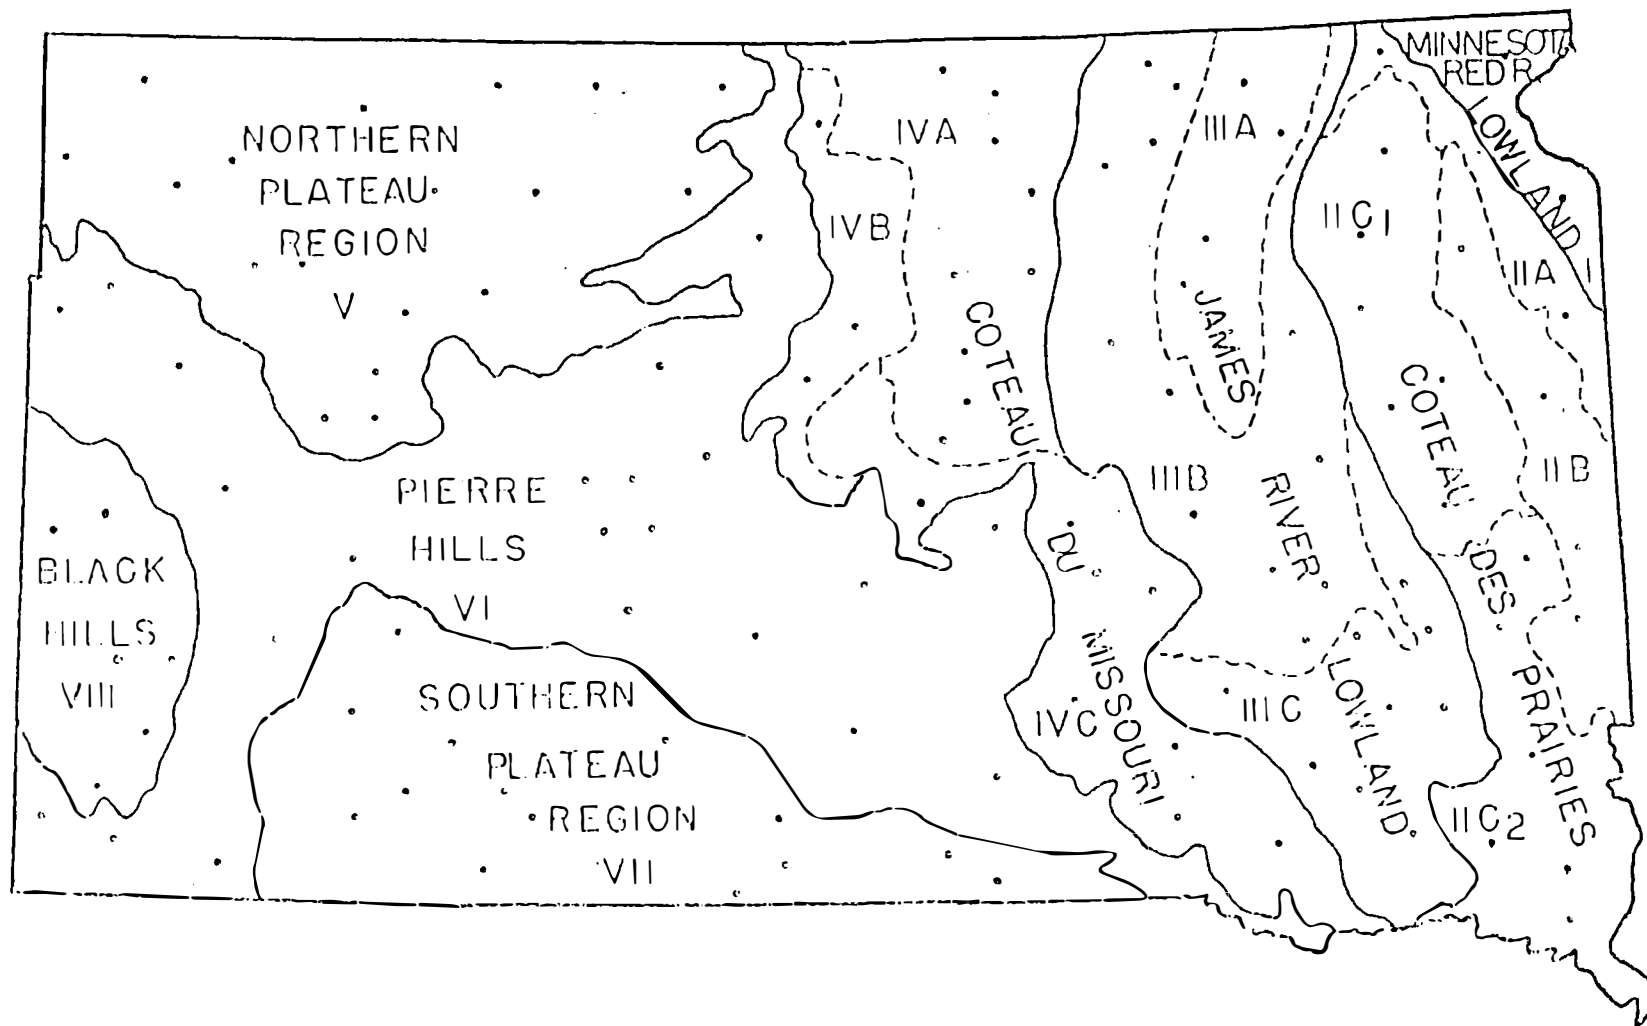 MINNESOTA
RED R.
LOWLAND
I
NORTHERN
PLATEAU
REGION
V
IVA
IVB
IIIA
IIC1
IIA
COTEAU
DU
MISSOURI
JAMES
RIVER
LOWLAND
COTEAU
DES
PRAIRIES
IIB
IIIB
PIERRE
HILLS
VI
BLACK
HILLS
VIII
SOUTHERN
PLATEAU
REGION
VII
IVC
IIIC
IIC2